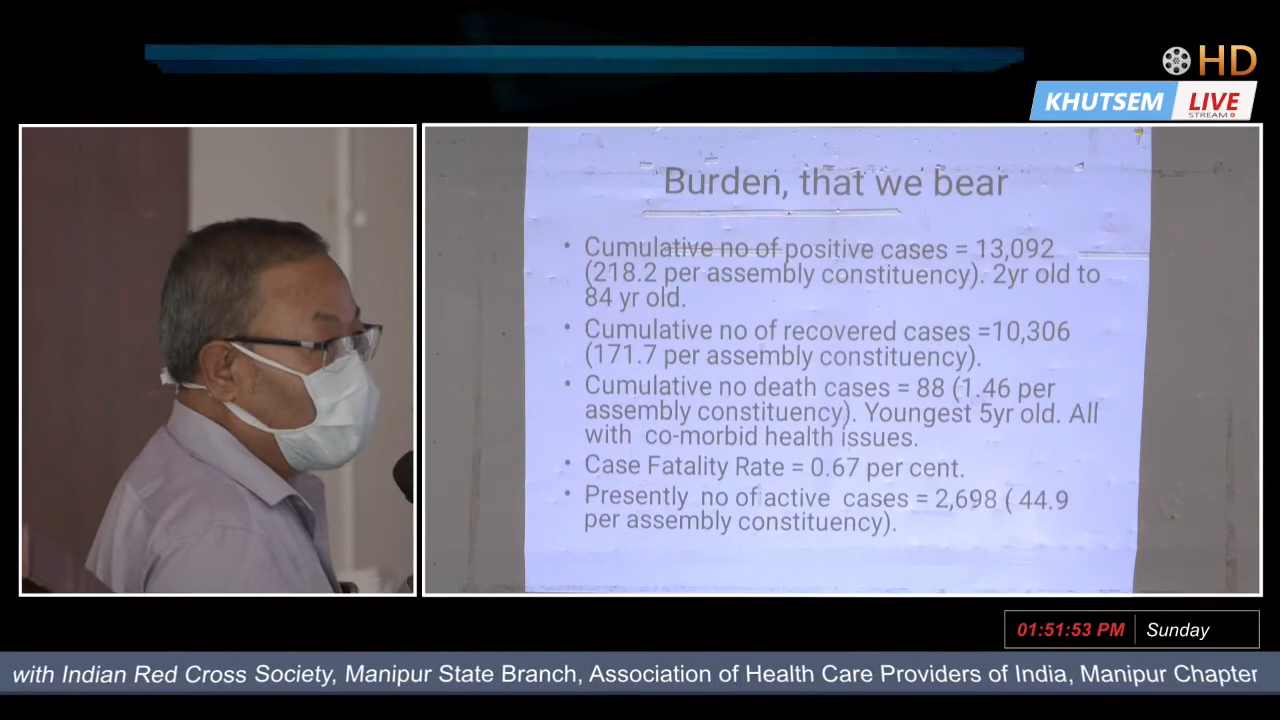 HD
KHUTSEM LIVE
STREAM
Burden, that we bear
• Cumulative no of positive cases = 13,092
(218.2 per assembly constituency). 2yr old to
84 yr old.
• Cumulative no of recovered cases =10,306
(171.7 per assembly constituency).
• Cumulative no death cases = 88 (1.46 per
assembly constituency). Youngest 5yr old. All
with co-morbid health issues.
• Case Fatality Rate = 0.67 per cent.
• Presently no of active cases = 2,698 ( 44.9
per assembly constituency).
01:51:53 PM Sunday
with Indian Red Cross Society, Manipur State Branch, Association of Health Care Providers of India, Manipur Chapter